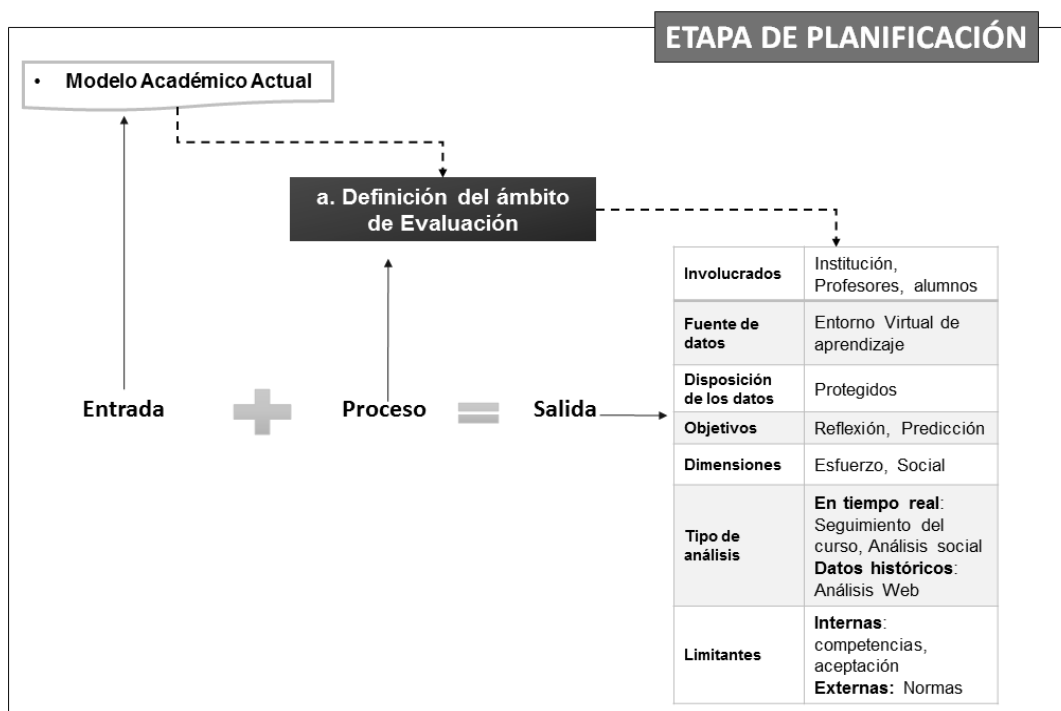 ETAPA DE PLANIFICACIÓN
• Modelo Académico Actual
a. Definición del ámbito
de Evaluación
Entrada + Proceso = Salida
Involucrados
Institución,
Profesores, alumnos
Fuente de
datos
Entorno Virtual de
aprendizaje
Disposición
de los datos
Protegidos
Objetivos
Reflexión, Predicción
Dimensiones
Esfuerzo, Social
Tipo de
análisis
En tiempo real:
Seguimiento del
curso, Análisis social
Datos históricos:
Análisis Web
Limitantes
Internas:
competencias,
aceptación
Externas: Normas